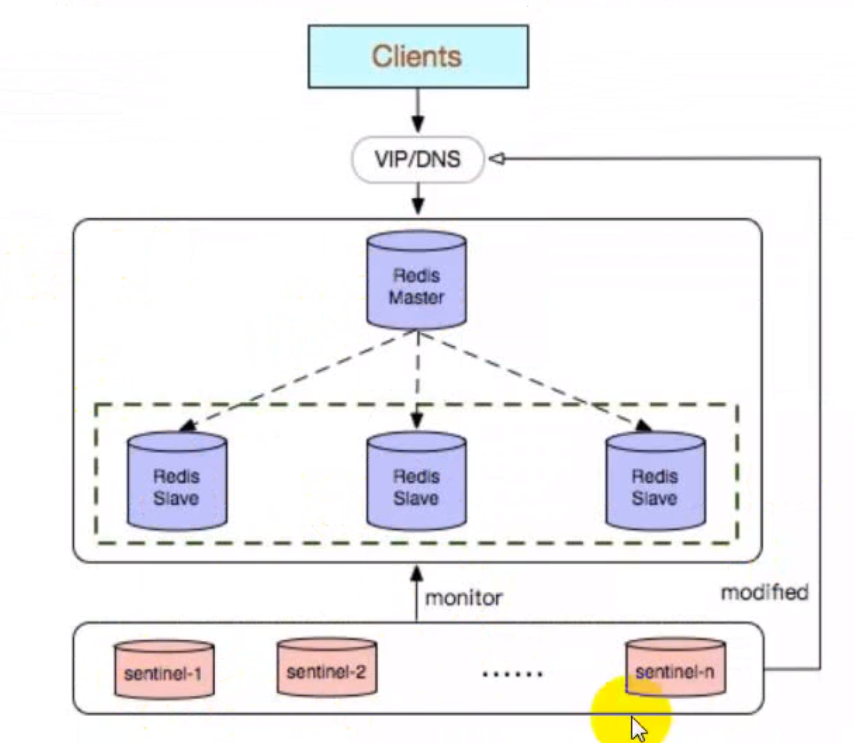 Clients
VIP/DNS
Redis
Master
Redis
Slave
Redis
Slave
Redis
Slave
monitor
modified
sentinel-1
sentinel-2
......
sentinel-n